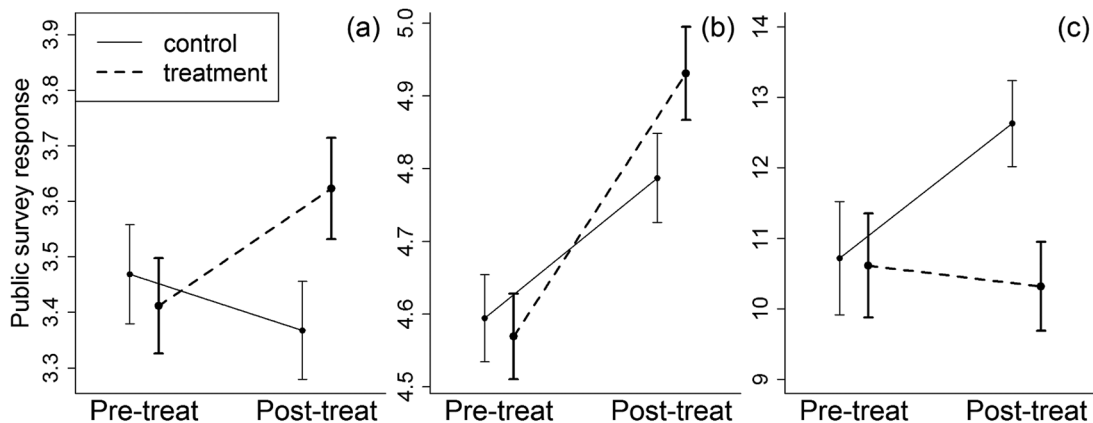 (a)
control
treatment
Public survey response
3.9
3.8
3.7
3.6
3.5
3.4
3.3
Pre-treat
Post-treat
(b)
5.0
4.9
4.8
4.7
4.6
4.5
Pre-treat
Post-treat
(c)
14
13
12
11
10
9
Pre-treat
Post-treat